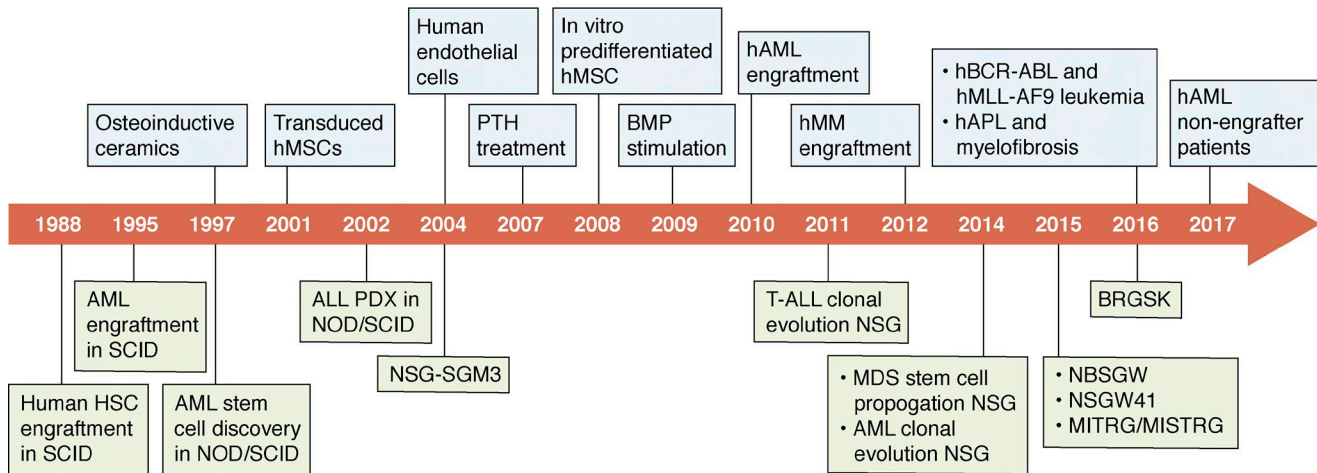 Human
endothelial
cells
In vitro
predifferentiated
hMSC
hAML
engraftment
• hBCR-ABL and
hMLL-AF9 leukemia
• hAPL and
myelofibrosis
hAML
non-engrafter
patients
Osteoinductive
ceramics
Transduced
hMSCs
PTH
treatment
BMP
stimulation
hMM
engraftment
1988 1995 1997 2001 2002 2004 2007 2008 2009 2010 2011 2012 2014 2015 2016 2017
AML
engraftment
in SCID
ALL PDX in
NOD/SCID
T-ALL clonal
evolution NSG
BRGSK
NSG-SGM3
Human HSC
engraftment
in SCID
AML stem
cell discovery
in NOD/SCID
• MDS stem cell
propogation NSG
• AML clonal
evolution NSG
• NBSGW
• NSGW41
• MITRG/MISTRG